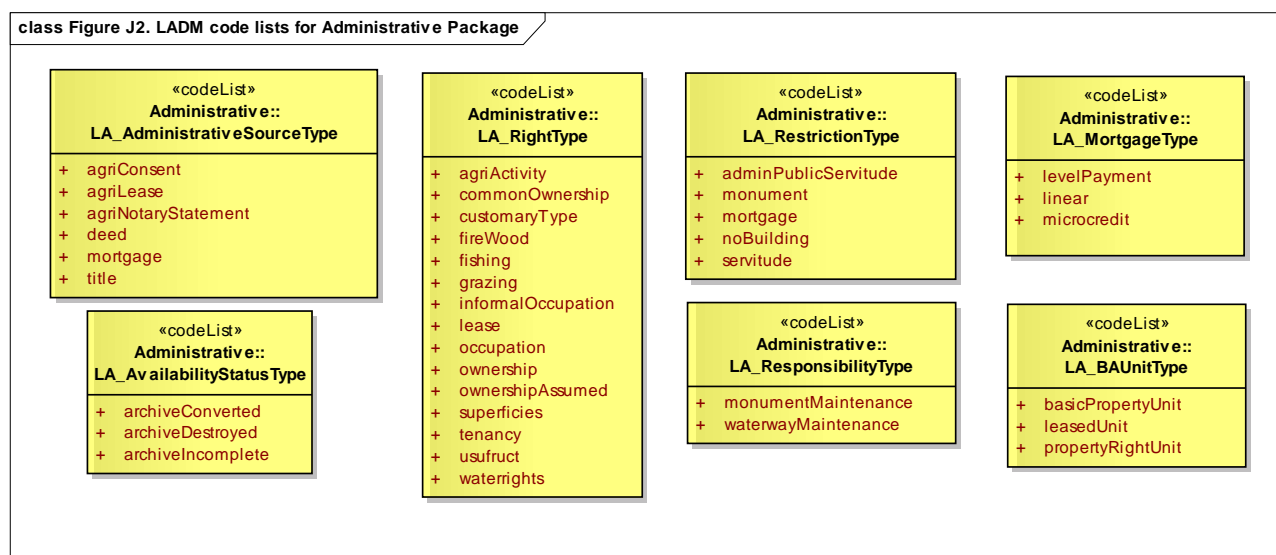 class Figure J2. LADM code lists for Administrative Package
«codeList»
Administrative::
LA_AdministrativeSourceType
+ agriConsent
+ agriLease
+ agriNotaryStatement
+ deed
+ mortgage
+ title
«codeList»
Administrative::
LA_AvailabilityStatusType
+ archiveConverted
+ archiveDestroyed
+ archiveIncomplete
«codeList»
Administrative::
LA_RightType
+ agriActivity
+ commonOwnership
+ customaryType
+ fireWood
+ fishing
+ grazing
+ informalOccupation
+ lease
+ occupation
+ ownership
+ ownershipAssumed
+ superficies
+ tenancy
+ usufruct
+ waterrights
«codeList»
Administrative::
LA_RestrictionType
+ adminPublicServitude
+ monument
+ mortgage
+ noBuilding
+ servitude
«codeList»
Administrative::
LA_ResponsibilityType
+ monumentMaintenance
+ waterwayMaintenance
«codeList»
Administrative::
LA_MortgageType
+ levelPayment
+ linear
+ microcredit
«codeList»
Administrative::
LA_BAUnitType
+ basicPropertyUnit
+ leasedUnit
+ propertyRightUnit